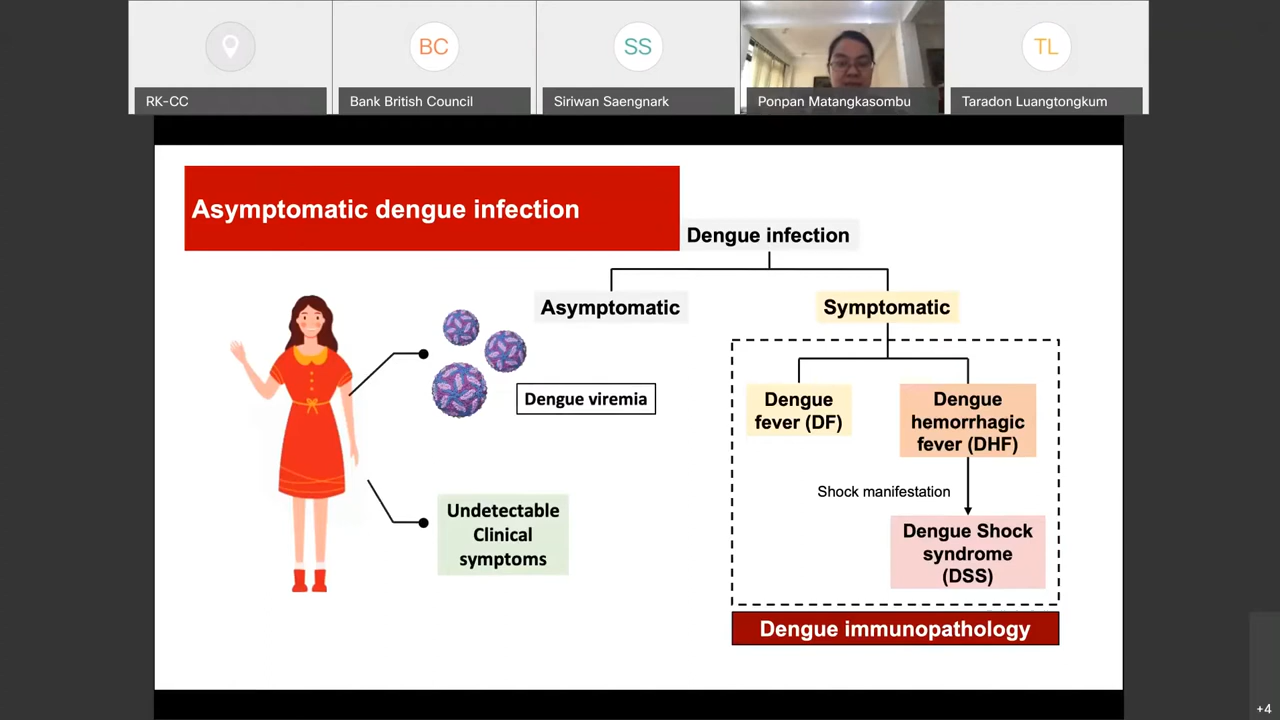 BC
SS
TL
RK-CC
Bank British Council
Siriwan Saengnark
Ponpan Matangkasombu
Taradon Luangtongkum
Asymptomatic dengue infection
Dengue infection
Asymptomatic
Symptomatic
Dengue viremia
Undetectable
Clinical
symptoms
Dengue
fever (DF)
Dengue
hemorrhagic
fever (DHF)
Shock manifestation
Dengue Shock
syndrome
(DSS)
Dengue immunopathology
+4